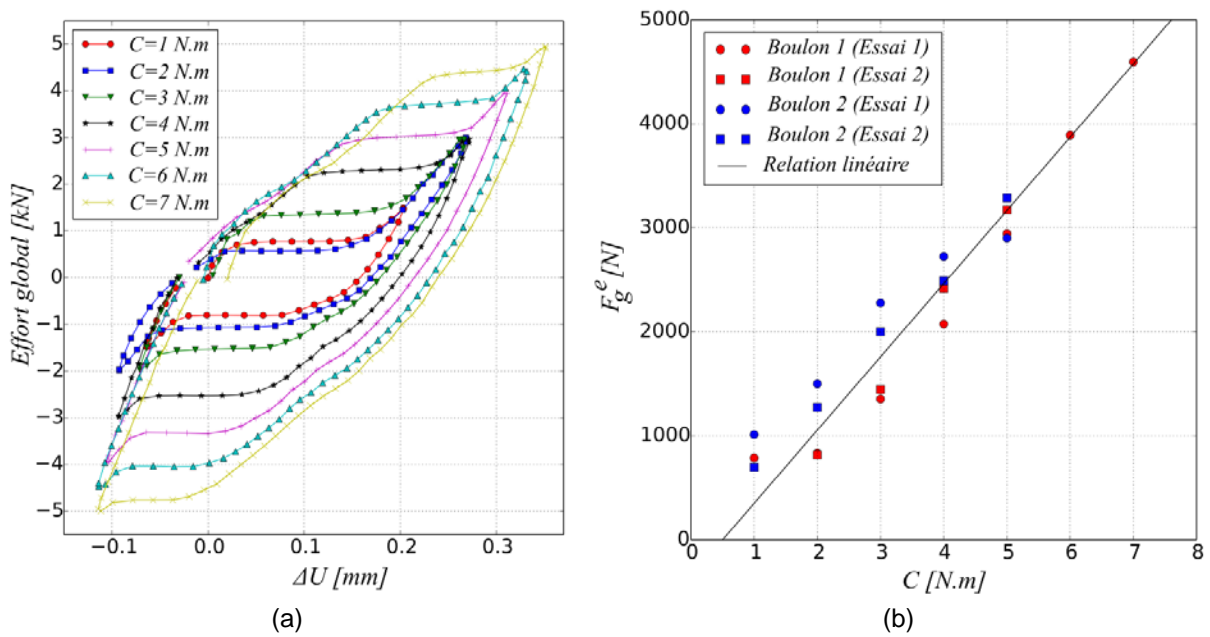 C=1 N.m
C=2 N.m
C=3 N.m
C=4 N.m
C=5 N.m
C=6 N.m
C=7 N.m
5
4
3
2
1
0
−1
−2
−3
−4
−5
Effort global [kN]
−0.1
0.0
0.1
0.2
0.3
ΔU [mm]
(a)
Boulon 1 (Essai 1)
Boulon 1 (Essai 2)
Boulon 2 (Essai 1)
Boulon 2 (Essai 2)
Relation linéaire
5000
4000
3000
2000
1000
0
F_g^e [N]
0
1
2
3
4
5
6
7
8
C [N.m]
(b)